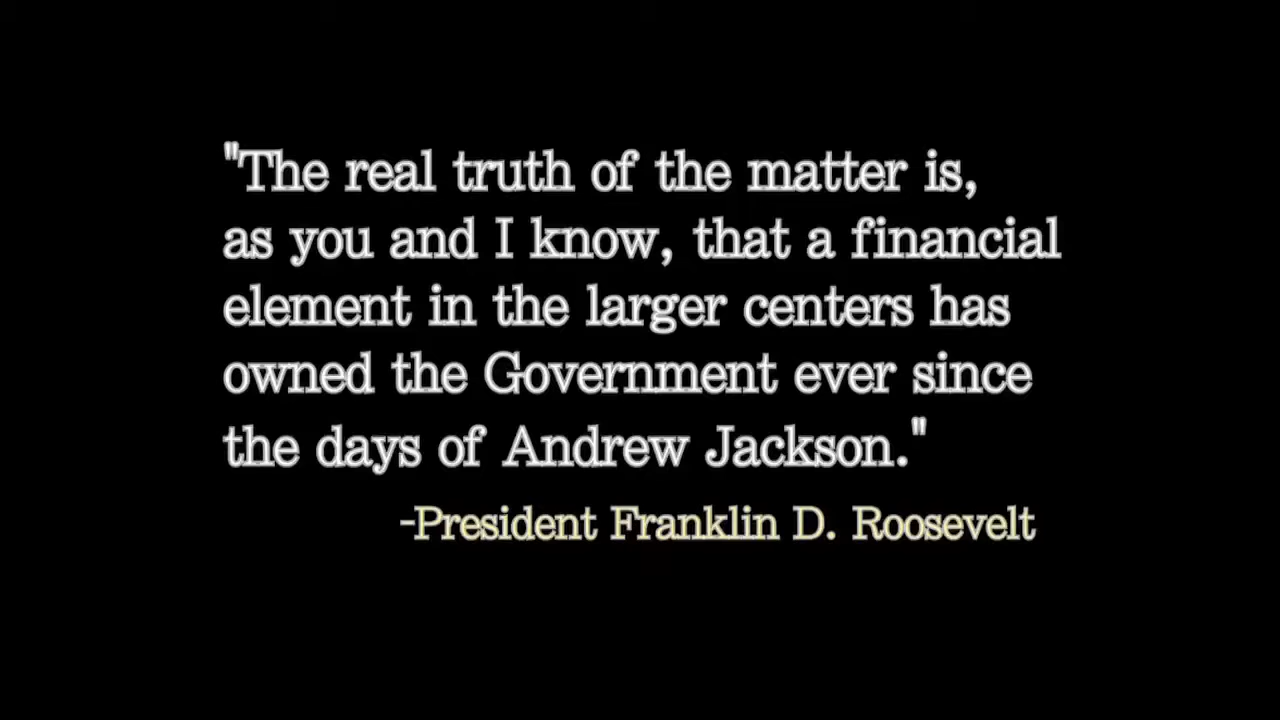 "The real truth of the matter is,
as you and I know, that a financial
element in the larger centers has
owned the Government ever since
the days of Andrew Jackson."
-President Franklin D. Roosevelt